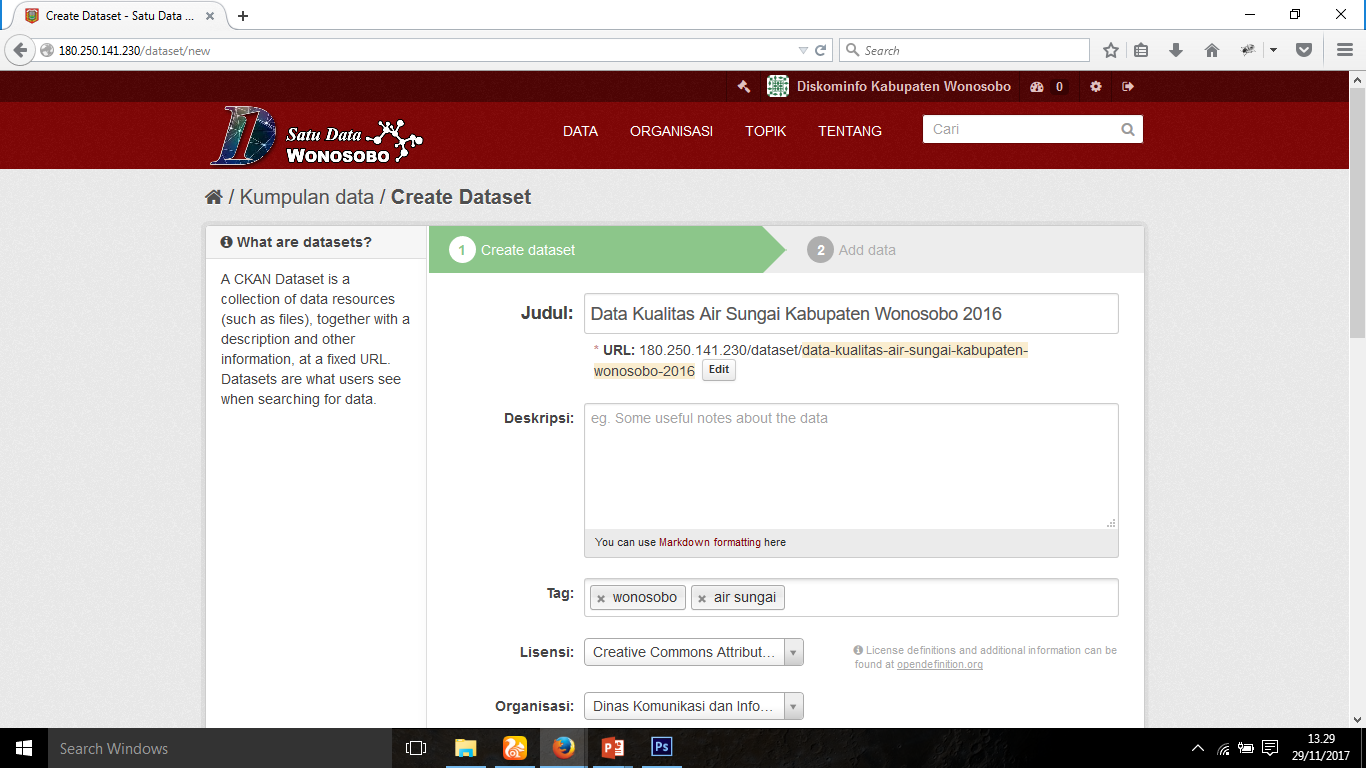 Create Dataset - Satu Data ...
180.250.141.230/dataset/new
Search
Diskominfo Kabupaten Wonosobo
0
Satu Data
WONOSOBO
DATA
ORGANISASI
TOPIK
TENTANG
Cari
/ Kumpulan data / Create Dataset
What are datasets?
A CKAN Dataset is a
collection of data resources
(such as files), together with a
description and other
information, at a fixed URL.
Datasets are what users see
when searching for data.
1 Create dataset
2 Add data
Judul: Data Kualitas Air Sungai Kabupaten Wonosobo 2016
* URL: 180.250.141.230/dataset/data-kualitas-air-sungai-kabupaten-
wonosobo-2016 Edit
Deskripsi: eg. Some useful notes about the data
You can use Markdown formatting here
Tag: × wonosobo × air sungai
Lisensi: Creative Commons Attribut...
License definitions and additional information can be
found at opendefinition.org
Organisasi: Dinas Komunikasi dan Info...
Search Windows
Ps
13.29
29/11/2017